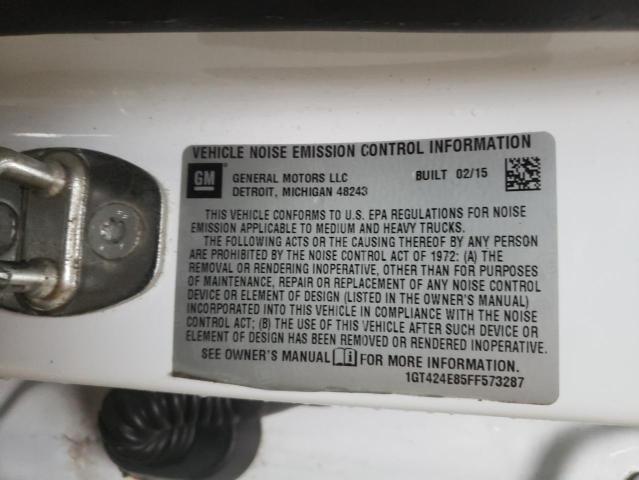 VEHICLE NOISE EMISSION CONTROL INFORMATION
GM GENERAL MOTORS LLC BUILT 02/15
DETROIT, MICHIGAN 48243
THIS VEHICLE CONFORMS TO U.S. EPA REGULATIONS FOR NOISE
EMISSION APPLICABLE TO MEDIUM AND HEAVY TRUCKS.
THE FOLLOWING ACTS OR THE CAUSING THEREOF BY ANY PERSON
ARE PROHIBITED BY THE NOISE CONTROL ACT OF 1972: (A) THE
REMOVAL OR RENDERING INOPERATIVE, OTHER THAN FOR PURPOSES
OF MAINTENANCE, REPAIR OR REPLACEMENT OF ANY NOISE CONTROL
DEVICE OR ELEMENT OF DESIGN (LISTED IN THE OWNER'S MANUAL)
INCORPORATED INTO THIS VEHICLE IN COMPLIANCE WITH THE NOISE
CONTROL ACT; (B) THE USE OF THIS VEHICLE AFTER SUCH DEVICE OR
ELEMENT OF DESIGN HAS BEEN REMOVED OR RENDERED INOPERATIVE.
SEE OWNER'S MANUAL FOR MORE INFORMATION.
1GT424E85FF573287